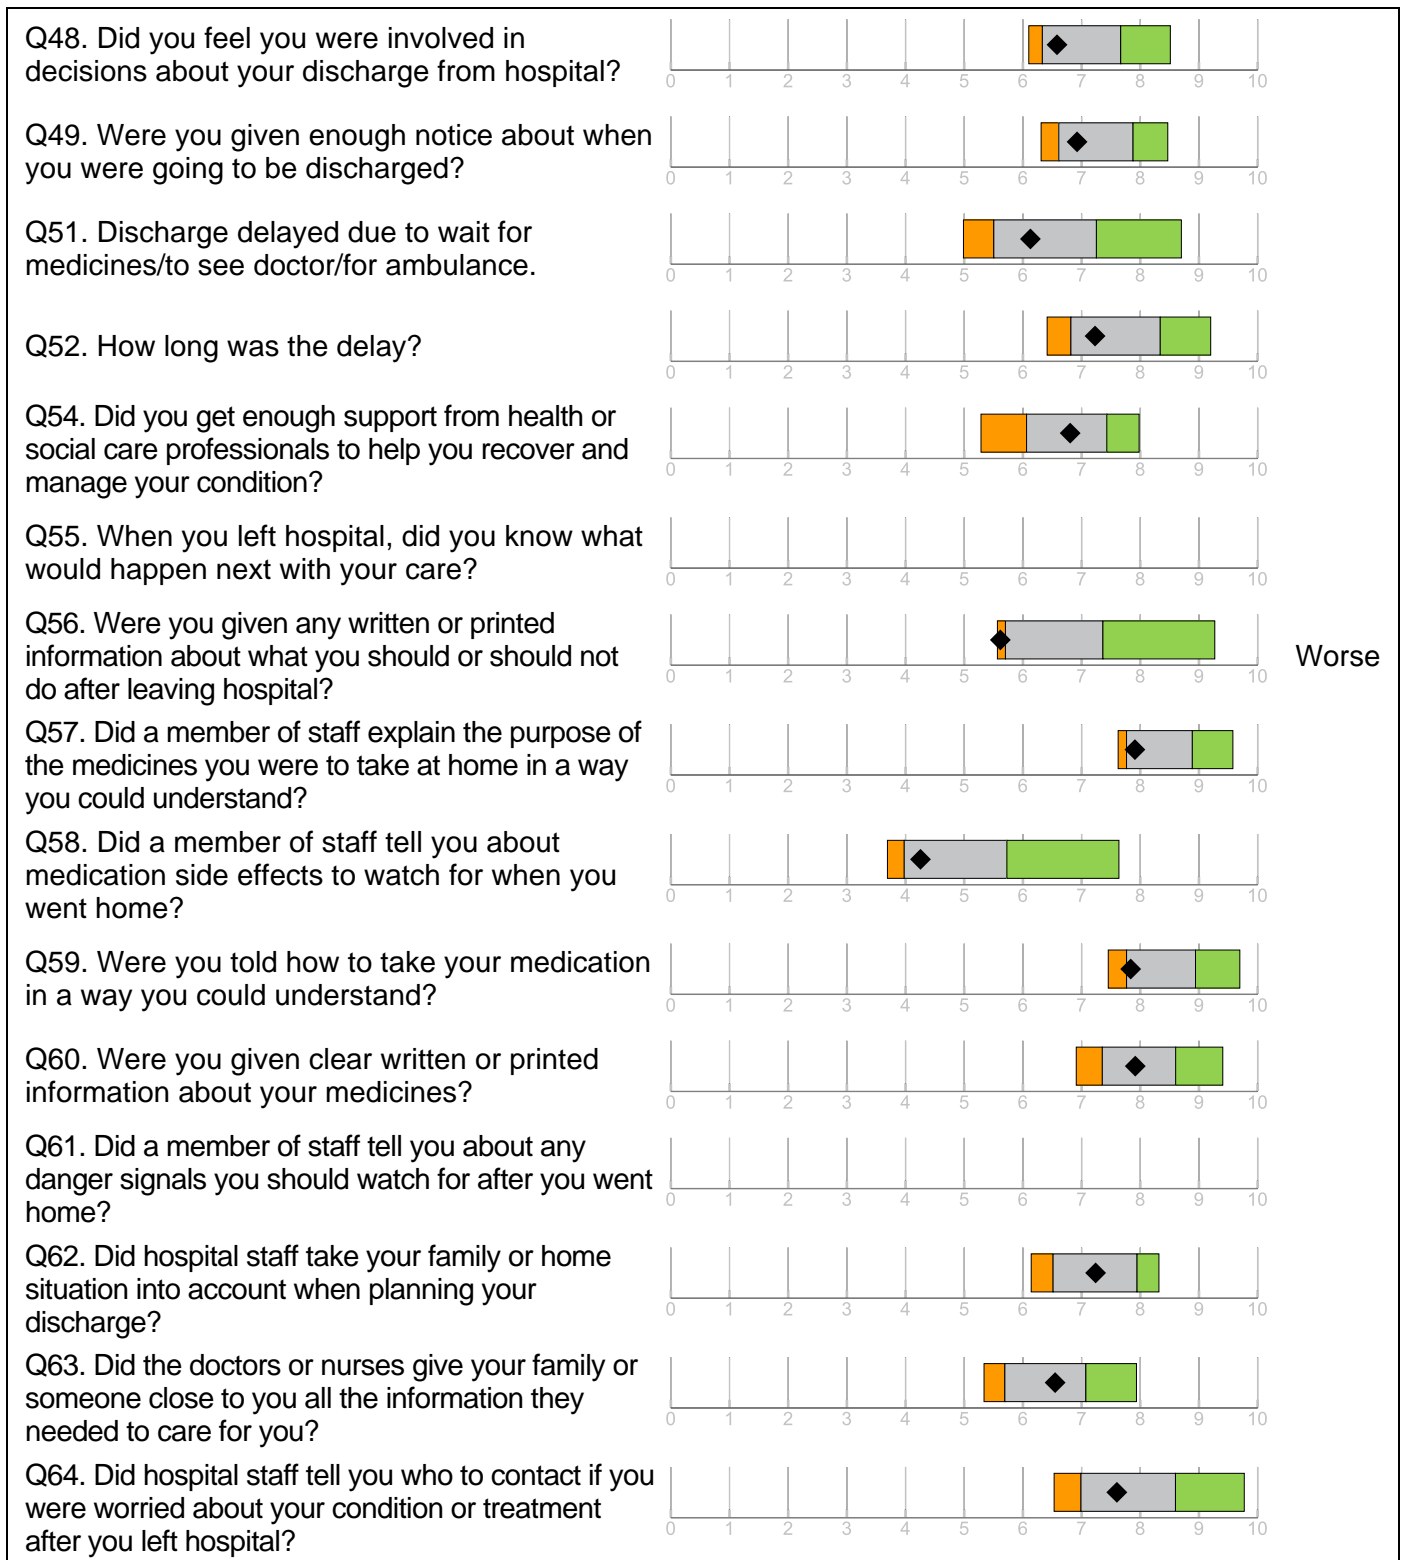 Q48. Did you feel you were involved in
decisions about your discharge from hospital?
0 1 2 3 4 5 6 7 8 9 10
Q49. Were you given enough notice about when
you were going to be discharged?
0 1 2 3 4 5 6 7 8 9 10
Q51. Discharge delayed due to wait for
medicines/to see doctor/for ambulance.
0 1 2 3 4 5 6 7 8 9 10
Q52. How long was the delay?
0 1 2 3 4 5 6 7 8 9 10
Q54. Did you get enough support from health or
social care professionals to help you recover and
manage your condition?
0 1 2 3 4 5 6 7 8 9 10
Q55. When you left hospital, did you know what
would happen next with your care?
0 1 2 3 4 5 6 7 8 9 10
Q56. Were you given any written or printed
information about what you should or should not
do after leaving hospital?
0 1 2 3 4 5 6 7 8 9 10
Worse
Q57. Did a member of staff explain the purpose of
the medicines you were to take at home in a way
you could understand?
0 1 2 3 4 5 6 7 8 9 10
Q58. Did a member of staff tell you about
medication side effects to watch for when you
went home?
0 1 2 3 4 5 6 7 8 9 10
Q59. Were you told how to take your medication
in a way you could understand?
0 1 2 3 4 5 6 7 8 9 10
Q60. Were you given clear written or printed
information about your medicines?
0 1 2 3 4 5 6 7 8 9 10
Q61. Did a member of staff tell you about any
danger signals you should watch for after you went
home?
0 1 2 3 4 5 6 7 8 9 10
Q62. Did hospital staff take your family or home
situation into account when planning your
discharge?
0 1 2 3 4 5 6 7 8 9 10
Q63. Did the doctors or nurses give your family or
someone close to you all the information they
needed to care for you?
0 1 2 3 4 5 6 7 8 9 10
Q64. Did hospital staff tell you who to contact if you
were worried about your condition or treatment
after you left hospital?
0 1 2 3 4 5 6 7 8 9 10